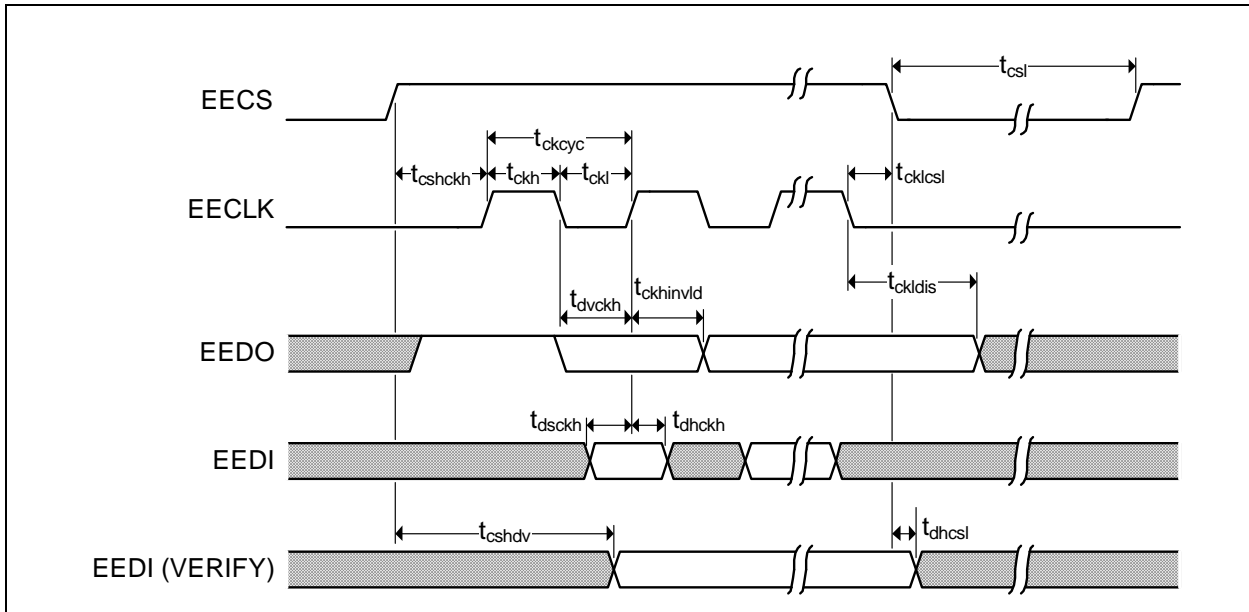 t_csl
EECS
t_ckcyc
t_cshckh t_ckh t_ckl t_cklcsl
EECLK
t_ckldis
t_dvckh t_ckhinvld
EEDO
t_dsckh t_dhckh
EEDI
t_cshdv t_dhcsl
EEDI (VERIFY)